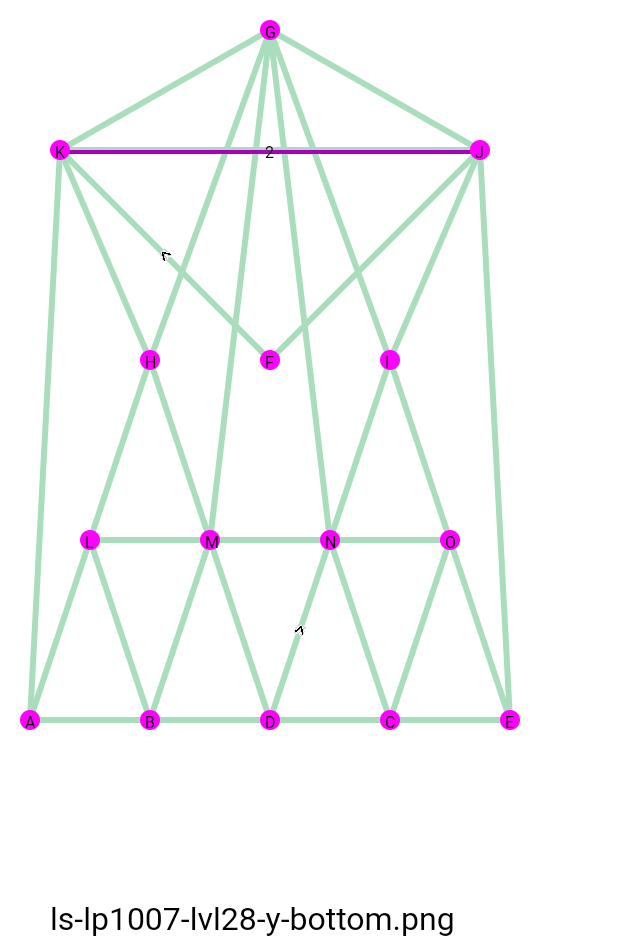 G
K 2 J
H F I
L M N O
A B D C E
ls-lp1007-lvl28-y-bottom.png